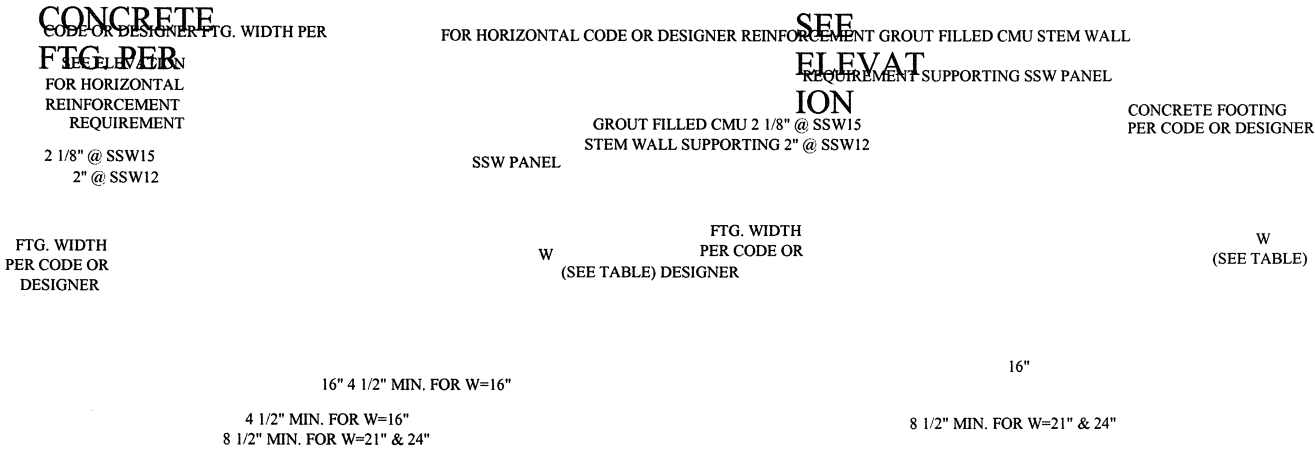 CONCRETE
CODE OR DESIGNER FTG. WIDTH PER
FTG. PER
SEE ELEVATION
FOR HORIZONTAL
REINFORCEMENT
REQUIREMENT
2 1/8" @ SSW15
2" @ SSW12
FOR HORIZONTAL CODE OR DESIGNER REINFORCEMENT GROUT FILLED CMU STEM WALL
SEE
ELEVAT
ION
REQUIREMENT SUPPORTING SSW PANEL
GROUT FILLED CMU 2 1/8" @ SSW15
STEM WALL SUPPORTING 2" @ SSW12
SSW PANEL
CONCRETE FOOTING
PER CODE OR DESIGNER
FTG. WIDTH
PER CODE OR
DESIGNER
W
(SEE TABLE) DESIGNER
FTG. WIDTH
PER CODE OR
W
(SEE TABLE)
16" 4 1/2" MIN. FOR W=16"
4 1/2" MIN. FOR W=16"
8 1/2" MIN. FOR W=21" & 24"
16"
8 1/2" MIN. FOR W=21" & 24"